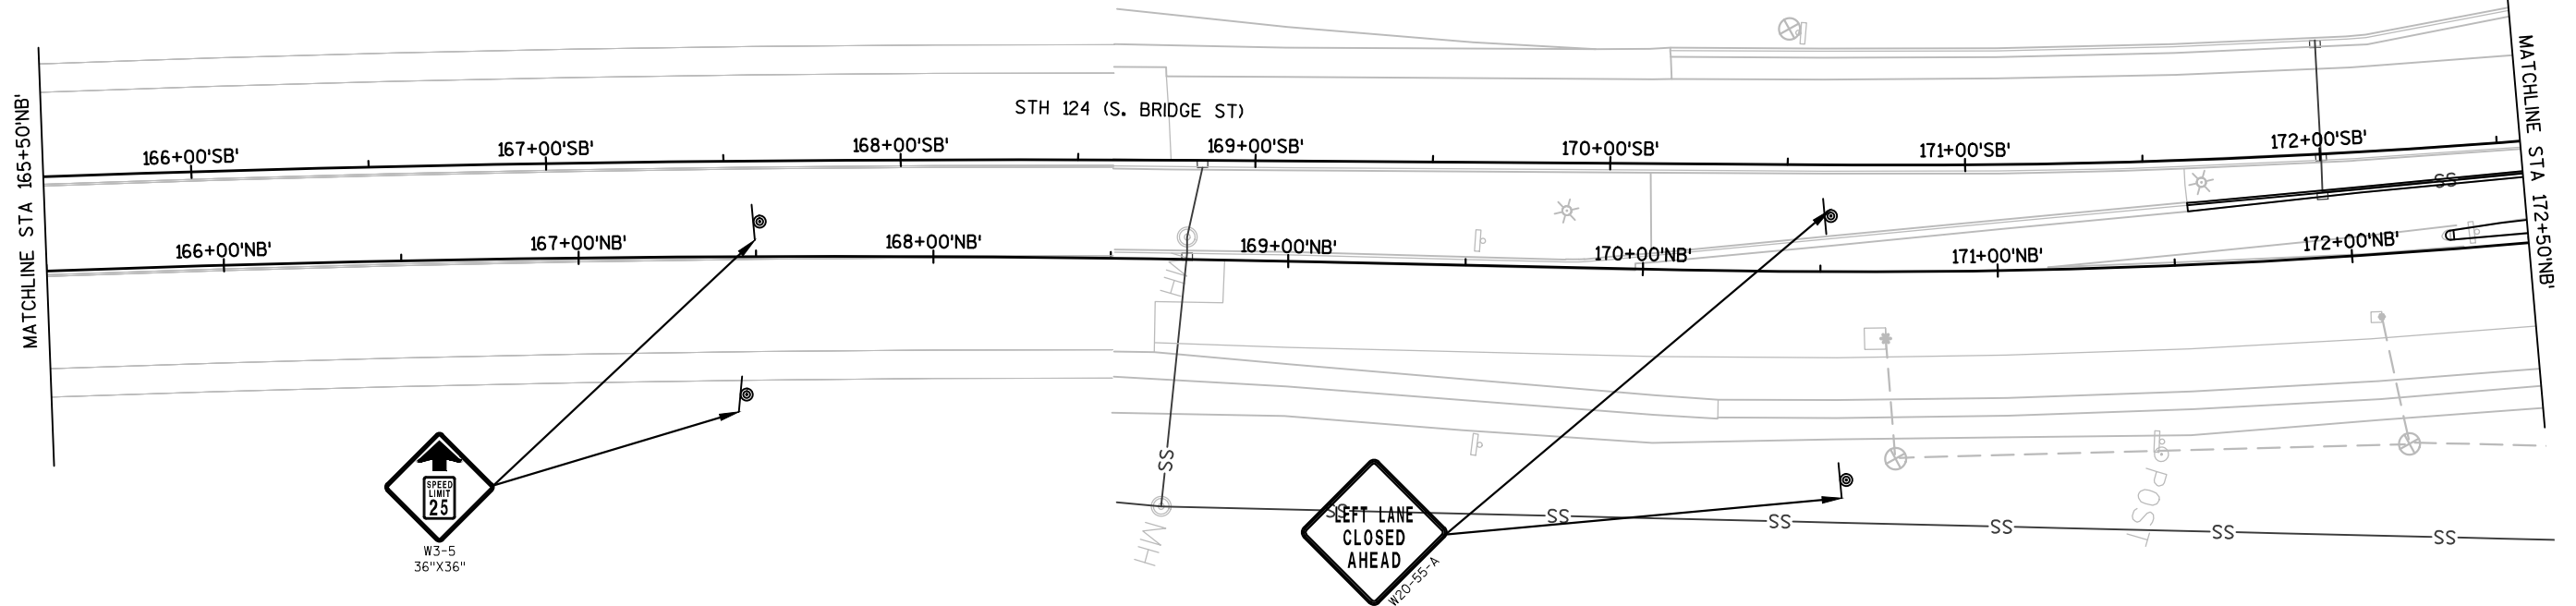 MATCHLINE STA 165+50'NB'
STH 124 (S. BRIDGE ST)
166+00'SB'
167+00'SB'
168+00'SB'
169+00'SB'
170+00'SB'
171+00'SB'
172+00'SB'
166+00'NB'
167+00'NB'
168+00'NB'
169+00'NB'
170+00'NB'
171+00'NB'
172+00'NB'
MATCHLINE STA 172+50'NB'
SS
MH
SS
MH
SPEED
LIMIT
25
W3-5
36"X36"
LEFT LANE
CLOSED
AHEAD
W20-55-A
POST
SS
SS
SS
SS
SS
SS